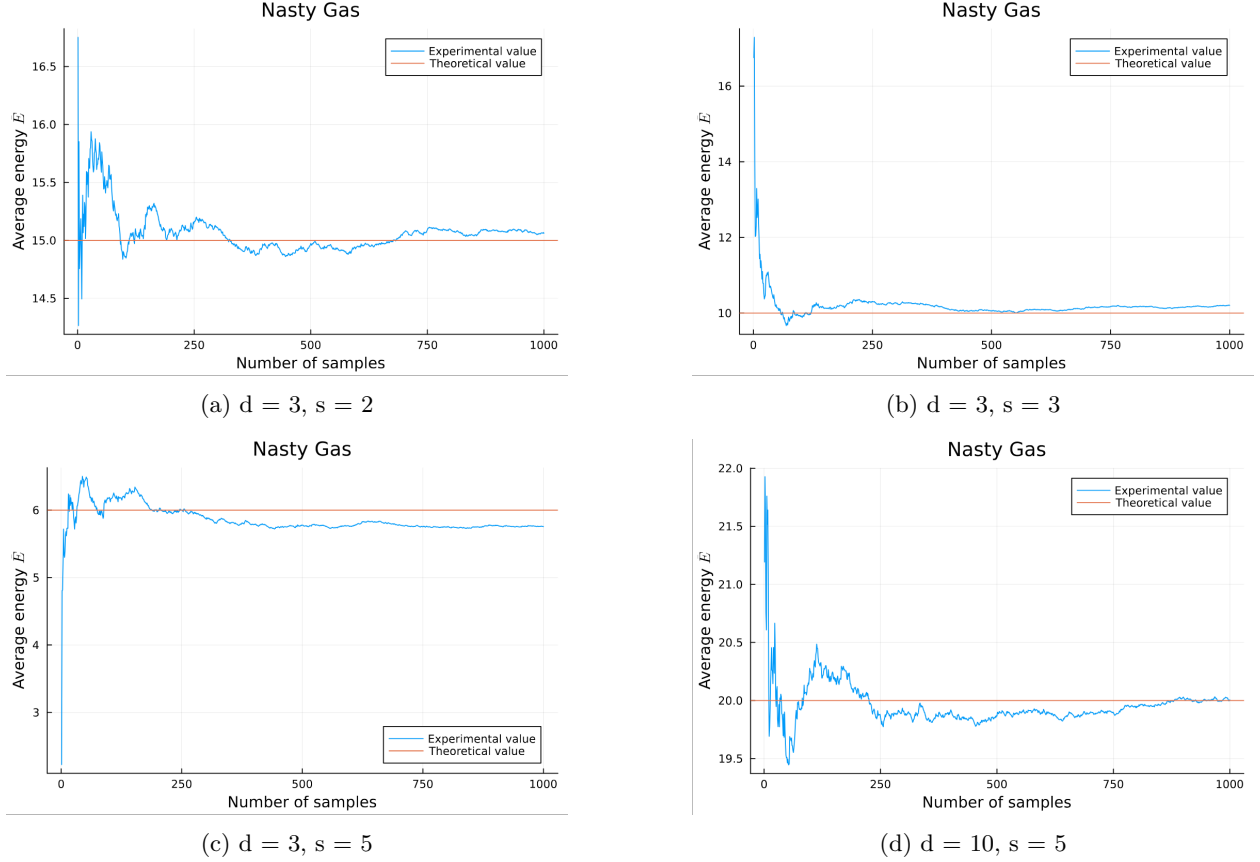 Nasty Gas
Experimental value
Theoretical value
16.5
16.0
15.5
15.0
14.5
Average energy E̅
0
250
500
750
1000
Number of samples
(a) d = 3, s = 2
Nasty Gas
Experimental value
Theoretical value
16
14
12
10
Average energy E̅
0
250
500
750
1000
Number of samples
(b) d = 3, s = 3
Nasty Gas
6
5
4
3
Average energy E̅
Experimental value
Theoretical value
0
250
500
750
1000
Number of samples
(c) d = 3, s = 5
Nasty Gas
Experimental value
Theoretical value
22.0
21.5
21.0
20.5
20.0
19.5
Average energy E̅
0
250
500
750
1000
Number of samples
(d) d = 10, s = 5